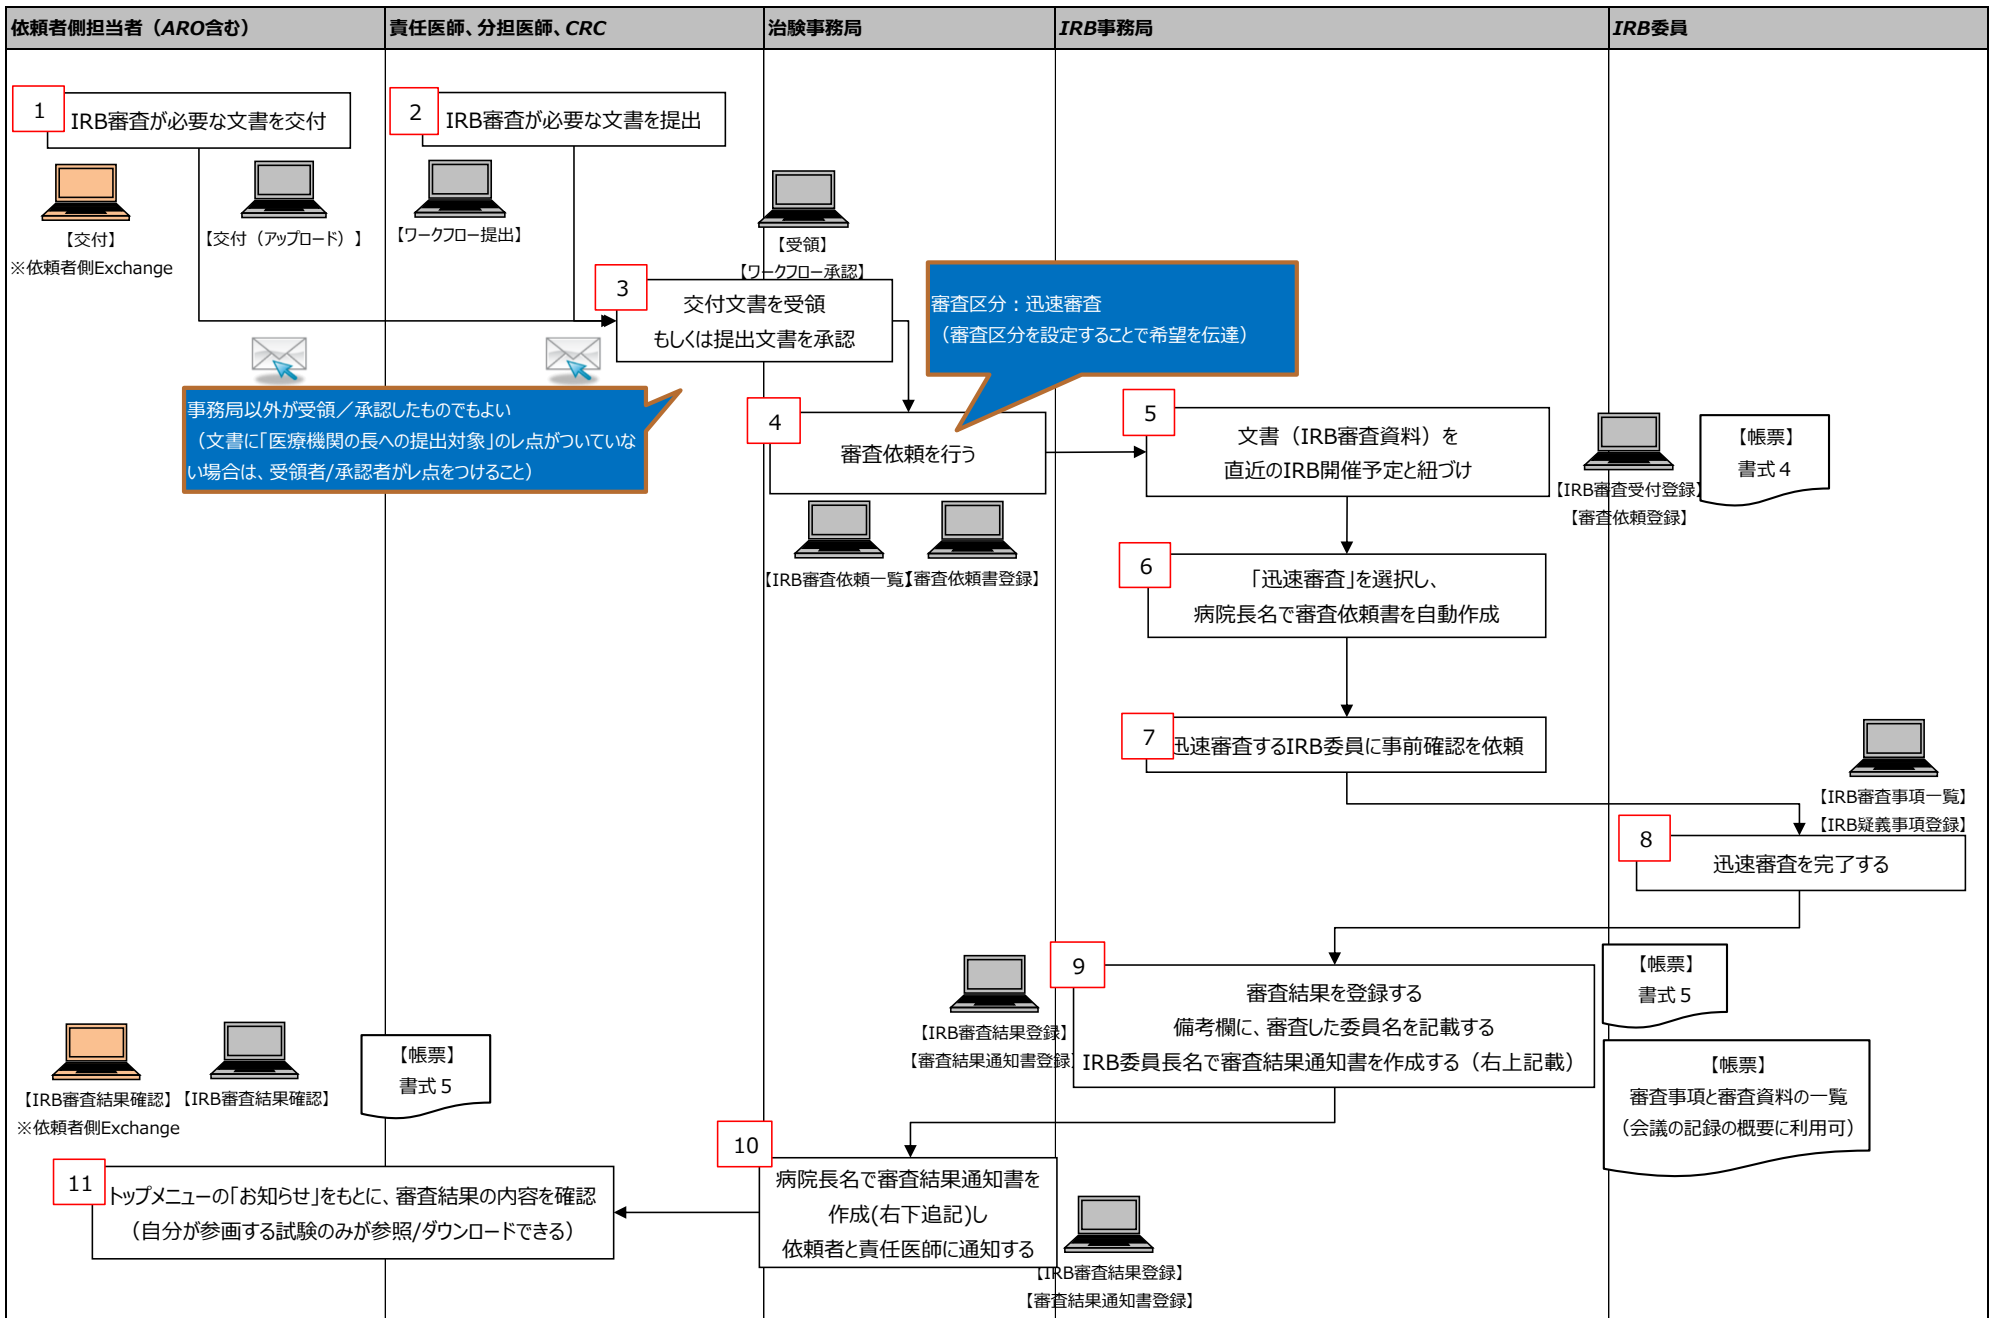 依頼者側担当者（ARO含む）
責任医師、分担医師、CRC
治験事務局
IRB事務局
IRB委員
1
IRB審査が必要な文書を交付
2
IRB審査が必要な文書を提出
【交付】
※依頼者側Exchange
【交付（アップロード）】
【ワークフロー提出】
【受領】
【ワークフロー承認】
3
交付文書を受領
もしくは提出文書を承認
審査区分：迅速審査
（審査区分を設定することで希望を伝達）
事務局以外が受領／承認したものでもよい
（文書に「医療機関の長への提出対象」のレ点がついていな
い場合は、受領者/承認者がレ点をつけること）
4
審査依頼を行う
【IRB審査依頼一覧】
【審査依頼書登録】
5
文書（IRB審査資料）を
直近のIRB開催予定と紐づけ
【IRB審査受付登録】
【審査依頼登録】
【帳票】
書式４
6
「迅速審査」を選択し、
病院長名で審査依頼書を自動作成
7
迅速審査するIRB委員に事前確認を依頼
【IRB審査事項一覧】
【IRB疑義事項登録】
8
迅速審査を完了する
9
審査結果を登録する
備考欄に、審査した委員名を記載する
IRB委員長名で審査結果通知書を作成する（右上記載）
【IRB審査結果登録】
【審査結果通知書登録】
【帳票】
書式５
【帳票】
審査事項と審査資料の一覧
（会議の記録の概要に利用可）
【IRB審査結果確認】
※依頼者側Exchange
【IRB審査結果確認】
【帳票】
書式５
10
病院長名で審査結果通知書を
作成(右下追記)し
依頼者と責任医師に通知する
【IRB審査結果登録】
【審査結果通知書登録】
11
トップメニューの「お知らせ」をもとに、審査結果の内容を確認
（自分が参画する試験のみが参照/ダウンロードできる）